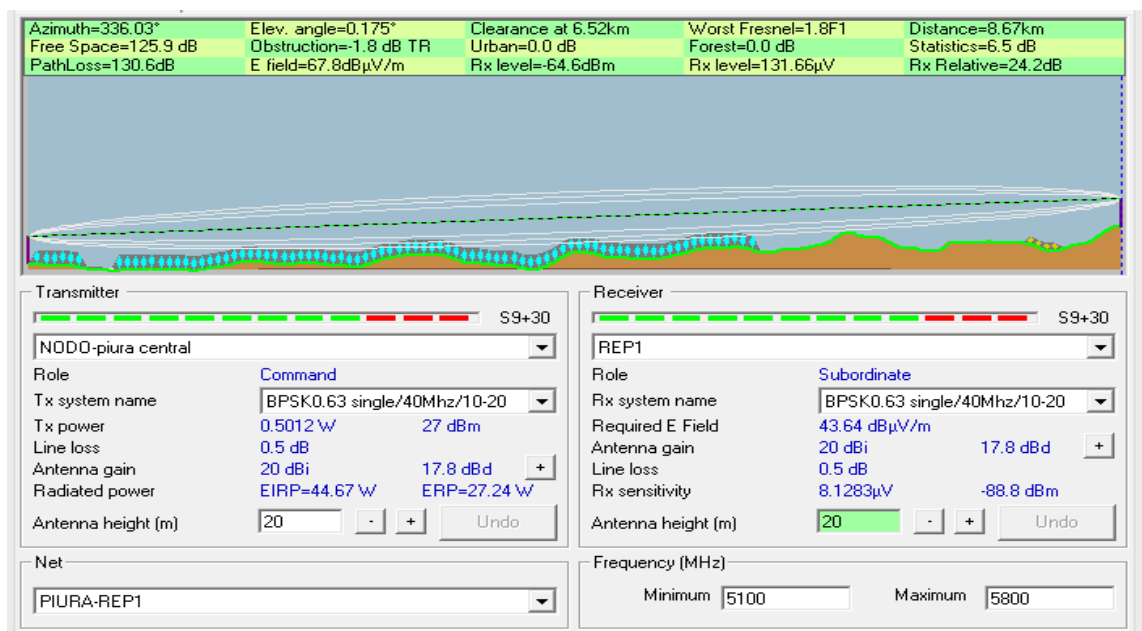 Azimuth=336.03° Elev. angle=0.175° Clearance at 6.52km Worst Fresnel=1.8F1 Distance=8.67km
Free Space=125.9 dB Obstruction=-1.8 dB TR Urban=0.0 dB Forest=0.0 dB Statistics=6.5 dB
PathLoss=130.6dB E field=67.8dBµV/m Rx level=-64.6dBm Rx level=131.66µV Rx Relative=24.2dB
Transmitter
S9+30
NODO-piura central
Role Command
Tx system name BPSK0.63 single/40Mhz/10-20
Tx power 0.5012 W 27 dBm
Line loss 0.5 dB
Antenna gain 20 dBi 17.8 dBd +
Radiated power EIRP=44.67 W ERP=27.24 W
Antenna height (m) 20 - + Undo
Net
PIURA-REP1
Receiver
S9+30
REP1
Role Subordinate
Rx system name BPSK0.63 single/40Mhz/10-20
Required E Field 43.64 dBµV/m
Antenna gain 20 dBi 17.8 dBd +
Line loss 0.5 dB
Rx sensitivity 8.1283µV -88.8 dBm
Antenna height (m) 20 - + Undo
Frequency (MHz)
Minimum 5100 Maximum 5800